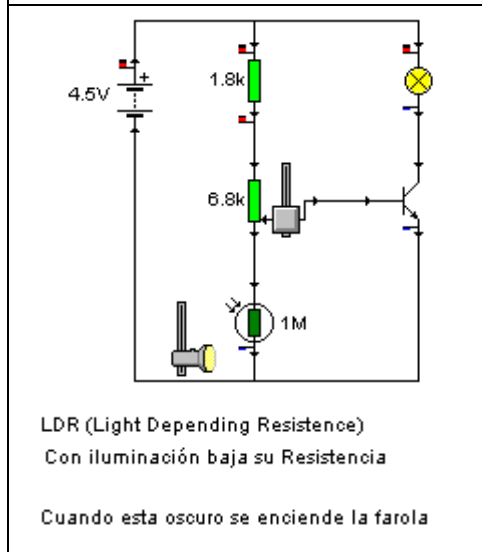 4.5V
+
1.8k
6.8k
1M
LDR (Light Depending Resistence)
Con iluminación baja su Resistencia
Cuando esta oscuro se enciende la farola